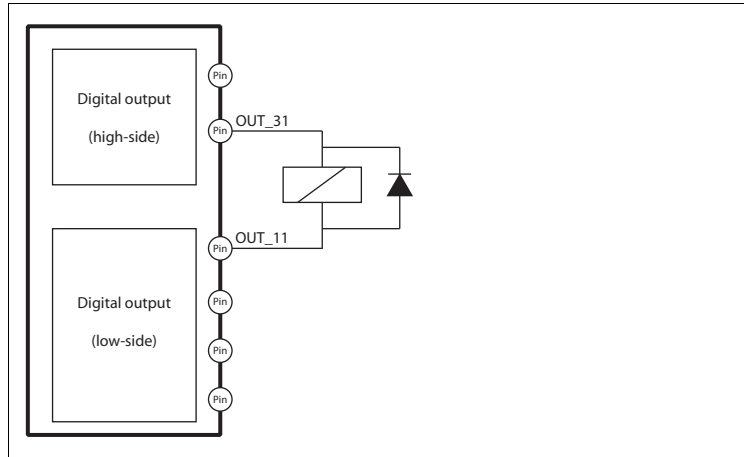 Digital output
(high-side)
Pin
Pin
OUT_31
Pin
OUT_11
Digital output
(low-side)
Pin
Pin
Pin